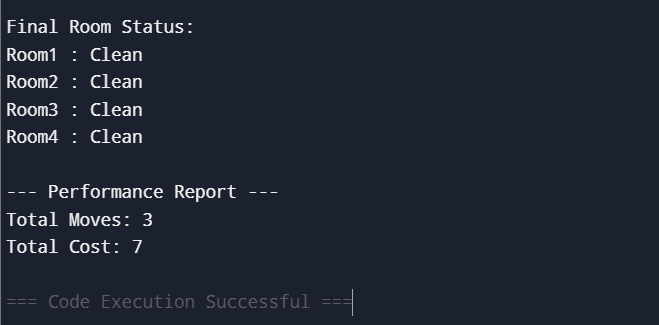 Final Room Status:
Room1 : Clean
Room2 : Clean
Room3 : Clean
Room4 : Clean
--- Performance Report ---
Total Moves: 3
Total Cost: 7
=== Code Execution Successful ===